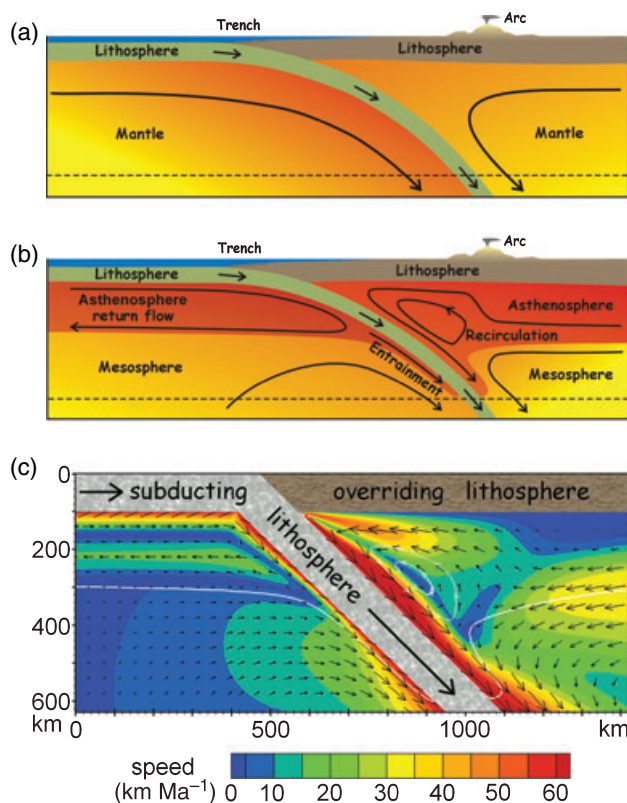 (a)
Trench
Arc
Lithosphere
Lithosphere
Mantle
Mantle
(b)
Trench
Arc
Lithosphere
Lithosphere
Asthenosphere
return flow
Asthenosphere
Recirculation
Entrainment
Mesosphere
Mesosphere
(c)
0
200
400
600
km
subducting
lithosphere
overriding lithosphere
0
500
1000
km
speed
(km Ma⁻¹)
0 10 20 30 40 50 60